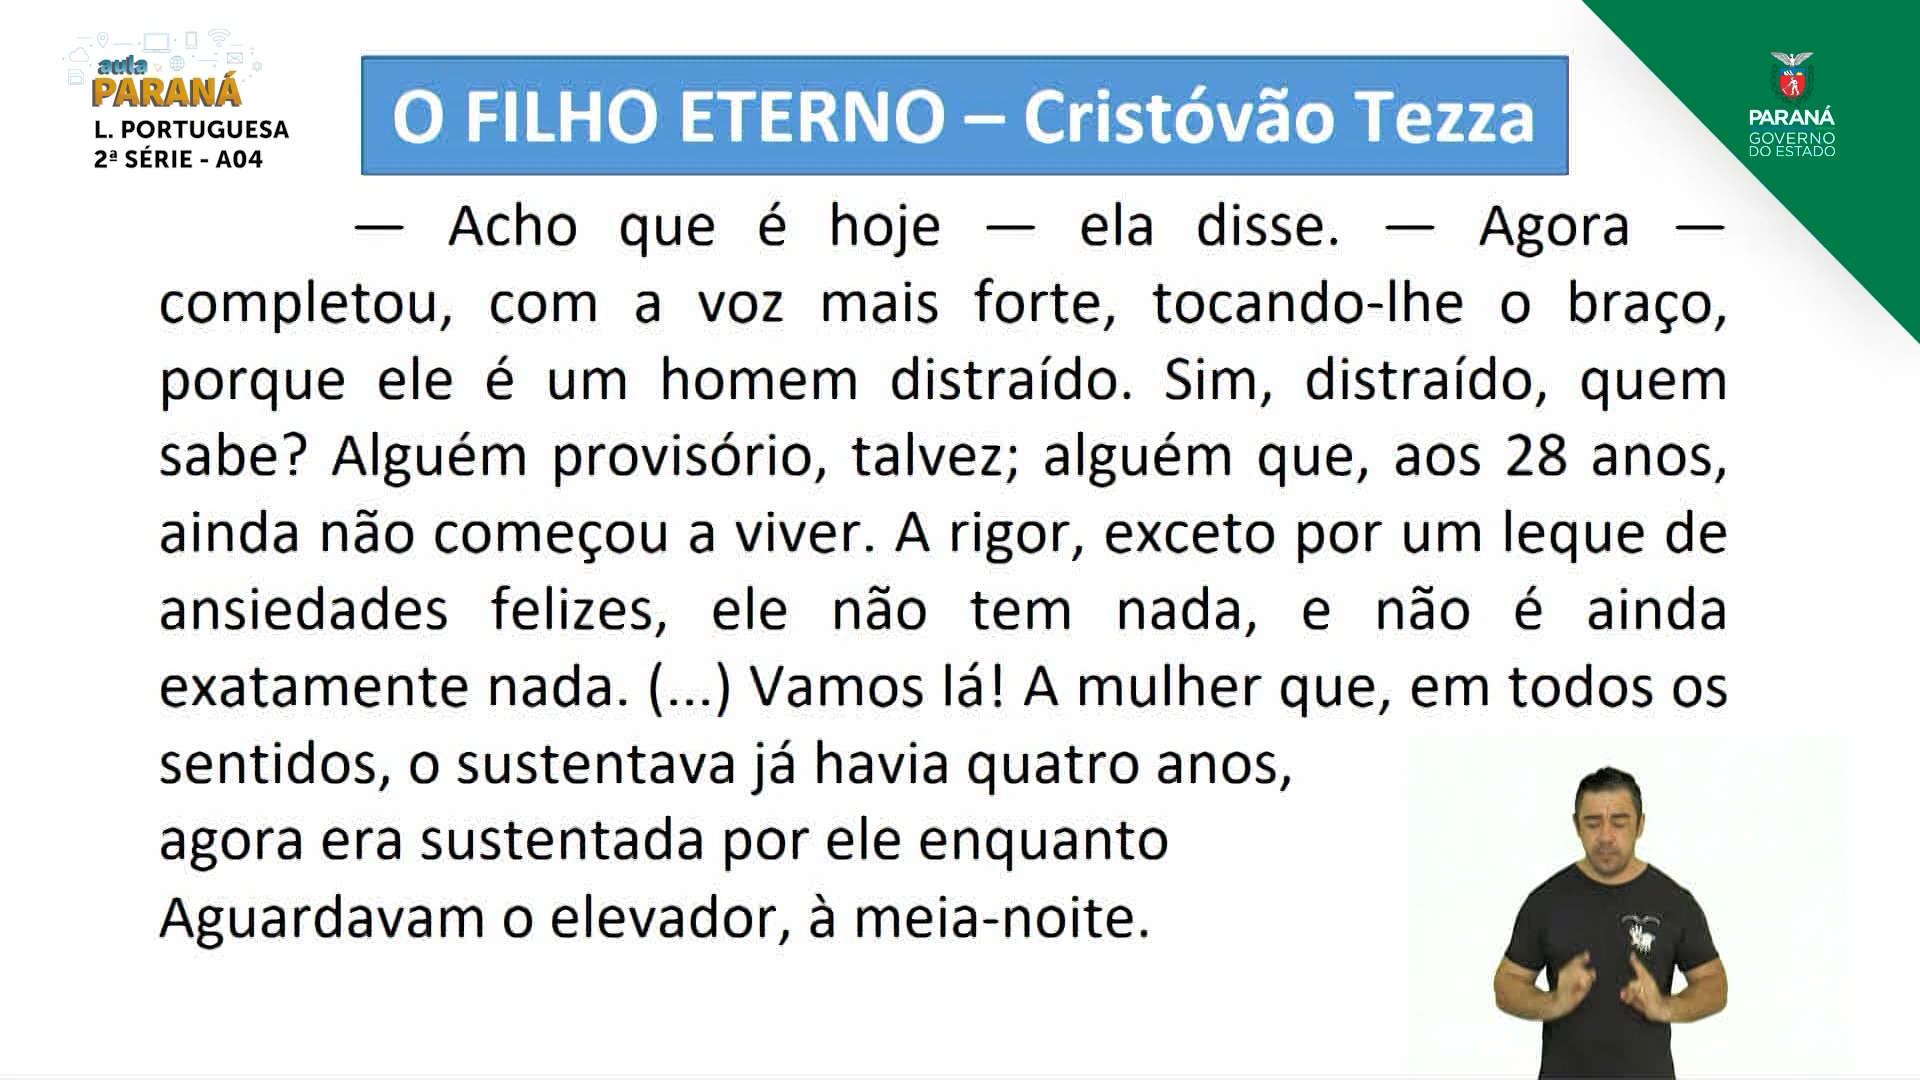 aula
PARANÁ
L. PORTUGUESA
2ª SÉRIE - A04
O FILHO ETERNO – Cristóvão Tezza
PARANÁ
GOVERNO
DO ESTADO
— Acho que é hoje — ela disse. — Agora —
completou, com a voz mais forte, tocando-lhe o braço,
porque ele é um homem distraído. Sim, distraído, quem
sabe? Alguém provisório, talvez; alguém que, aos 28 anos,
ainda não começou a viver. A rigor, exceto por um leque de
ansiedades felizes, ele não tem nada, e não é ainda
exatamente nada. (...) Vamos lá! A mulher que, em todos os
sentidos, o sustentava já havia quatro anos,
agora era sustentada por ele enquanto
Aguardavam o elevador, à meia-noite.